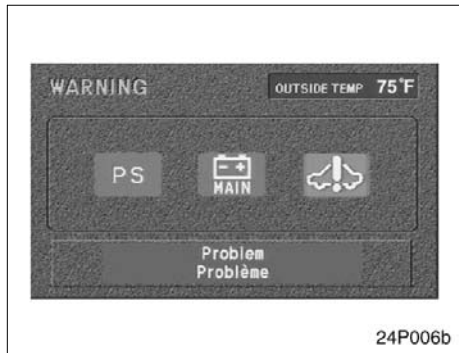 WARNING
OUTSIDE TEMP 75°F
PS
MAIN
Problem
Problème
24P006b